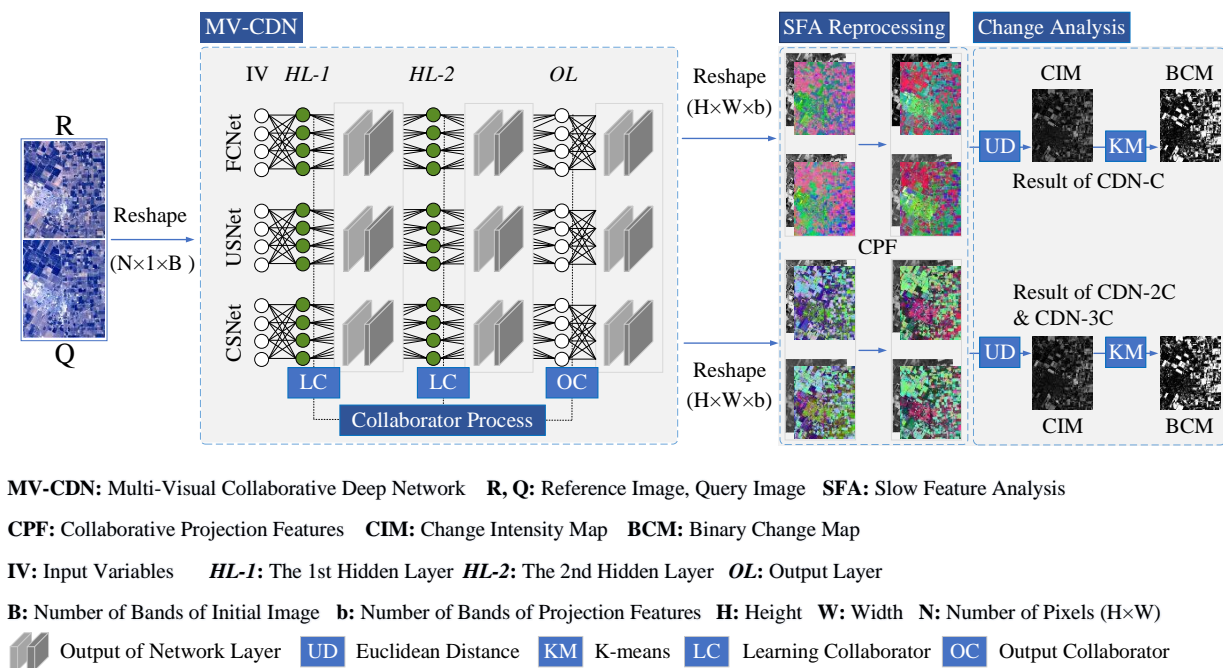 MV-CDN
SFA Reprocessing
Change Analysis
IV
HL-1
HL-2
OL
Reshape
(H×W×b)
CIM
BCM
R
FCNet
UD
KM
Result of CDN-C
Reshape
(N×1×B )
USNet
CPF
Q
CSNet
Result of CDN-2C
& CDN-3C
UD
KM
LC
LC
OC
Reshape
(H×W×b)
Collaborator Process
CIM
BCM
MV-CDN: Multi-Visual Collaborative Deep Network R, Q: Reference Image, Query Image SFA: Slow Feature Analysis
CPF: Collaborative Projection Features CIM: Change Intensity Map BCM: Binary Change Map
IV: Input Variables HL-1: The 1st Hidden Layer HL-2: The 2nd Hidden Layer OL: Output Layer
B: Number of Bands of Initial Image b: Number of Bands of Projection Features H: Height W: Width N: Number of Pixels (H×W)
Output of Network Layer UD Euclidean Distance KM K-means LC Learning Collaborator OC Output Collaborator